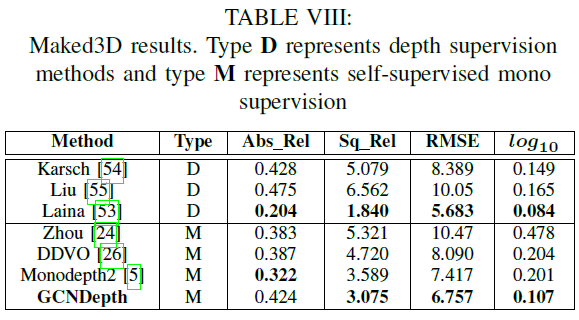 TABLE VIII:
Maked3D results. Type D represents depth supervision
methods and type M represents self-supervised mono
supervision
Method Type Abs_Rel Sq_Rel RMSE log10
Karsch [54] D 0.428 5.079 8.389 0.149
Liu [55] D 0.475 6.562 10.05 0.165
Laina [53] D 0.204 1.840 5.683 0.084
Zhou [24] M 0.383 5.321 10.47 0.478
DDVO [26] M 0.387 4.720 8.090 0.204
Monodepth2 [5] M 0.322 3.589 7.417 0.201
GCNDepth M 0.424 3.075 6.757 0.107